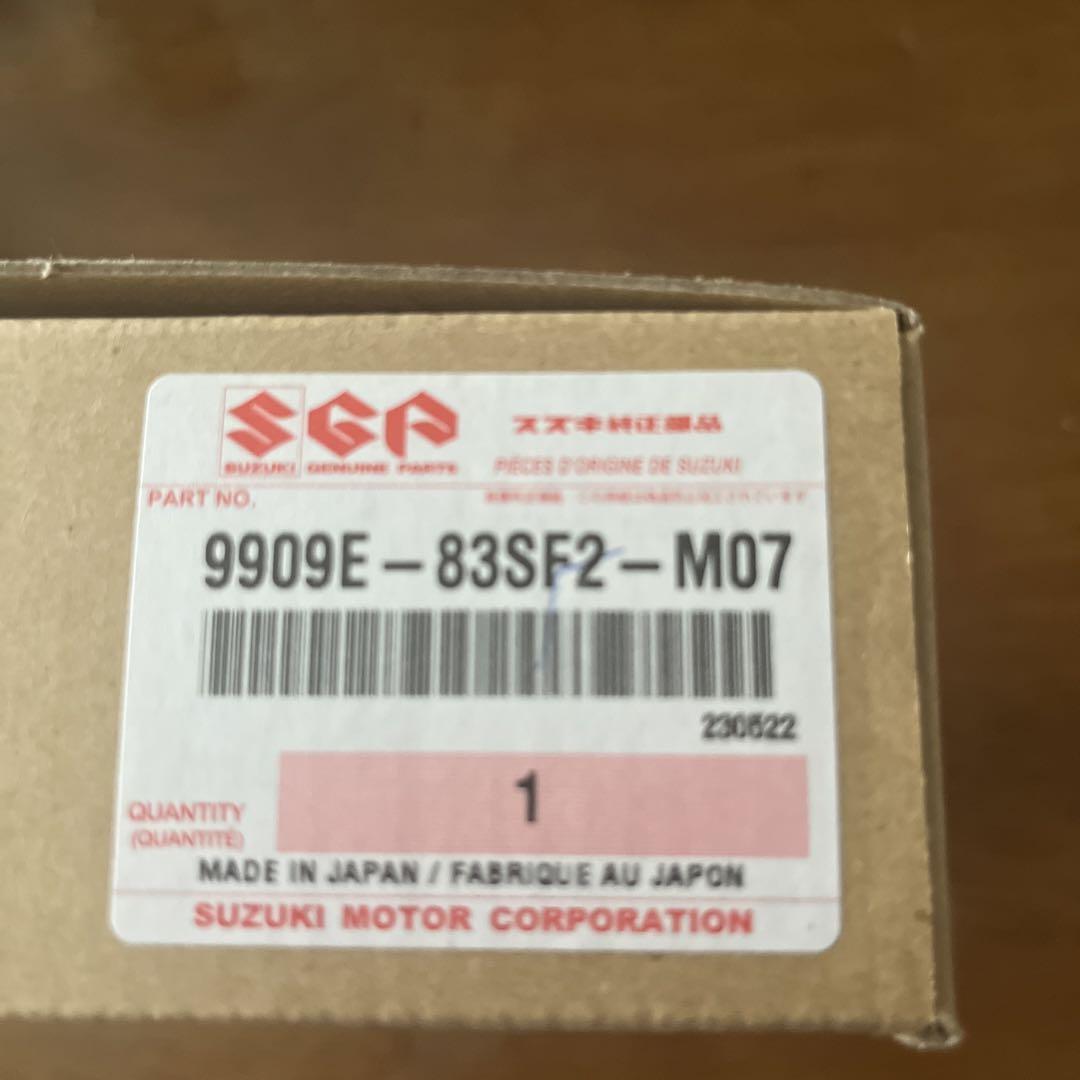 SGP
SUZUKI GENUINE PARTS
スズキ純正部品
PIÈCES D'ORIGINE DE SUZUKI
PART NO.
9909E-83SF2-M07
230522
QUANTITY
(QUANTITÉ)
1
MADE IN JAPAN / FABRIQUE AU JAPON
SUZUKI MOTOR CORPORATION